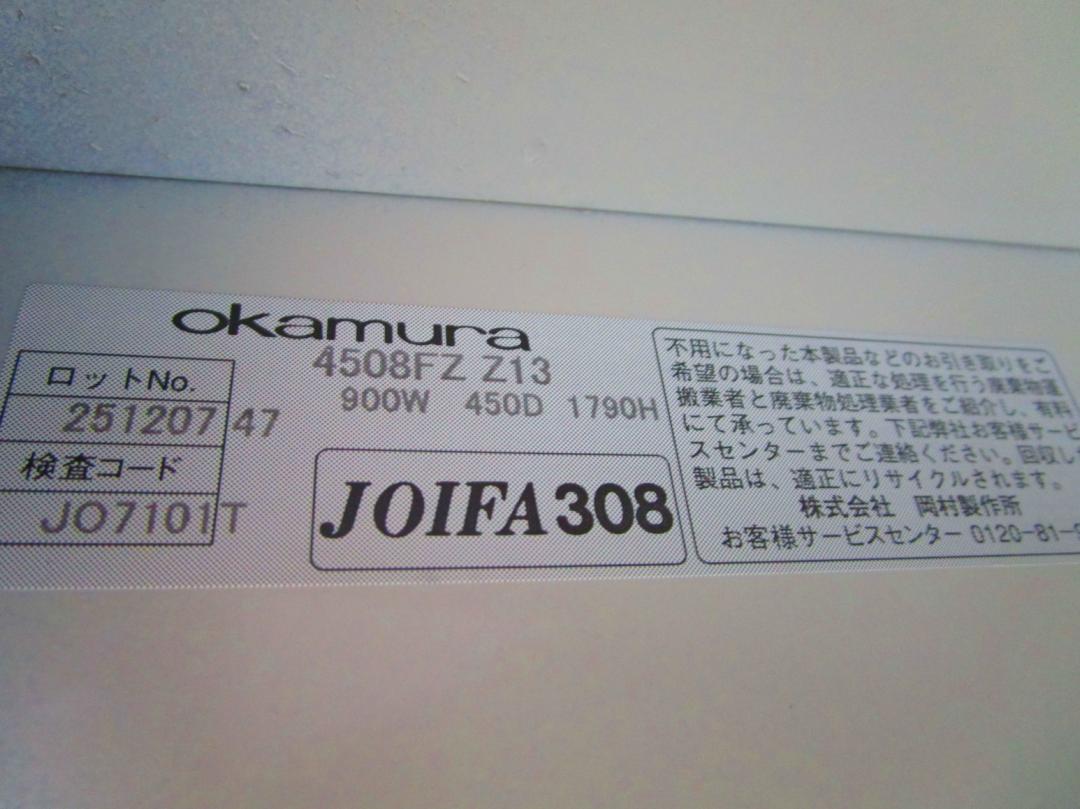 okamura
4508FZ Z13
900W 450D 1790H
ロットNo.
251207 47
検査コード
JO7101T
JOIFA308
不用になった本製品などのお引き取りをご
希望の場合は、適正な処理を行う廃棄物運
搬業者と廃棄物処理業者をご紹介し、有料
にて承っています。下記弊社お客様サービ
スセンターまでご連絡ください。回収し
製品は、適正にリサイクルされます。
株式会社 岡村製作所
お客様サービスセンター 0120-81-